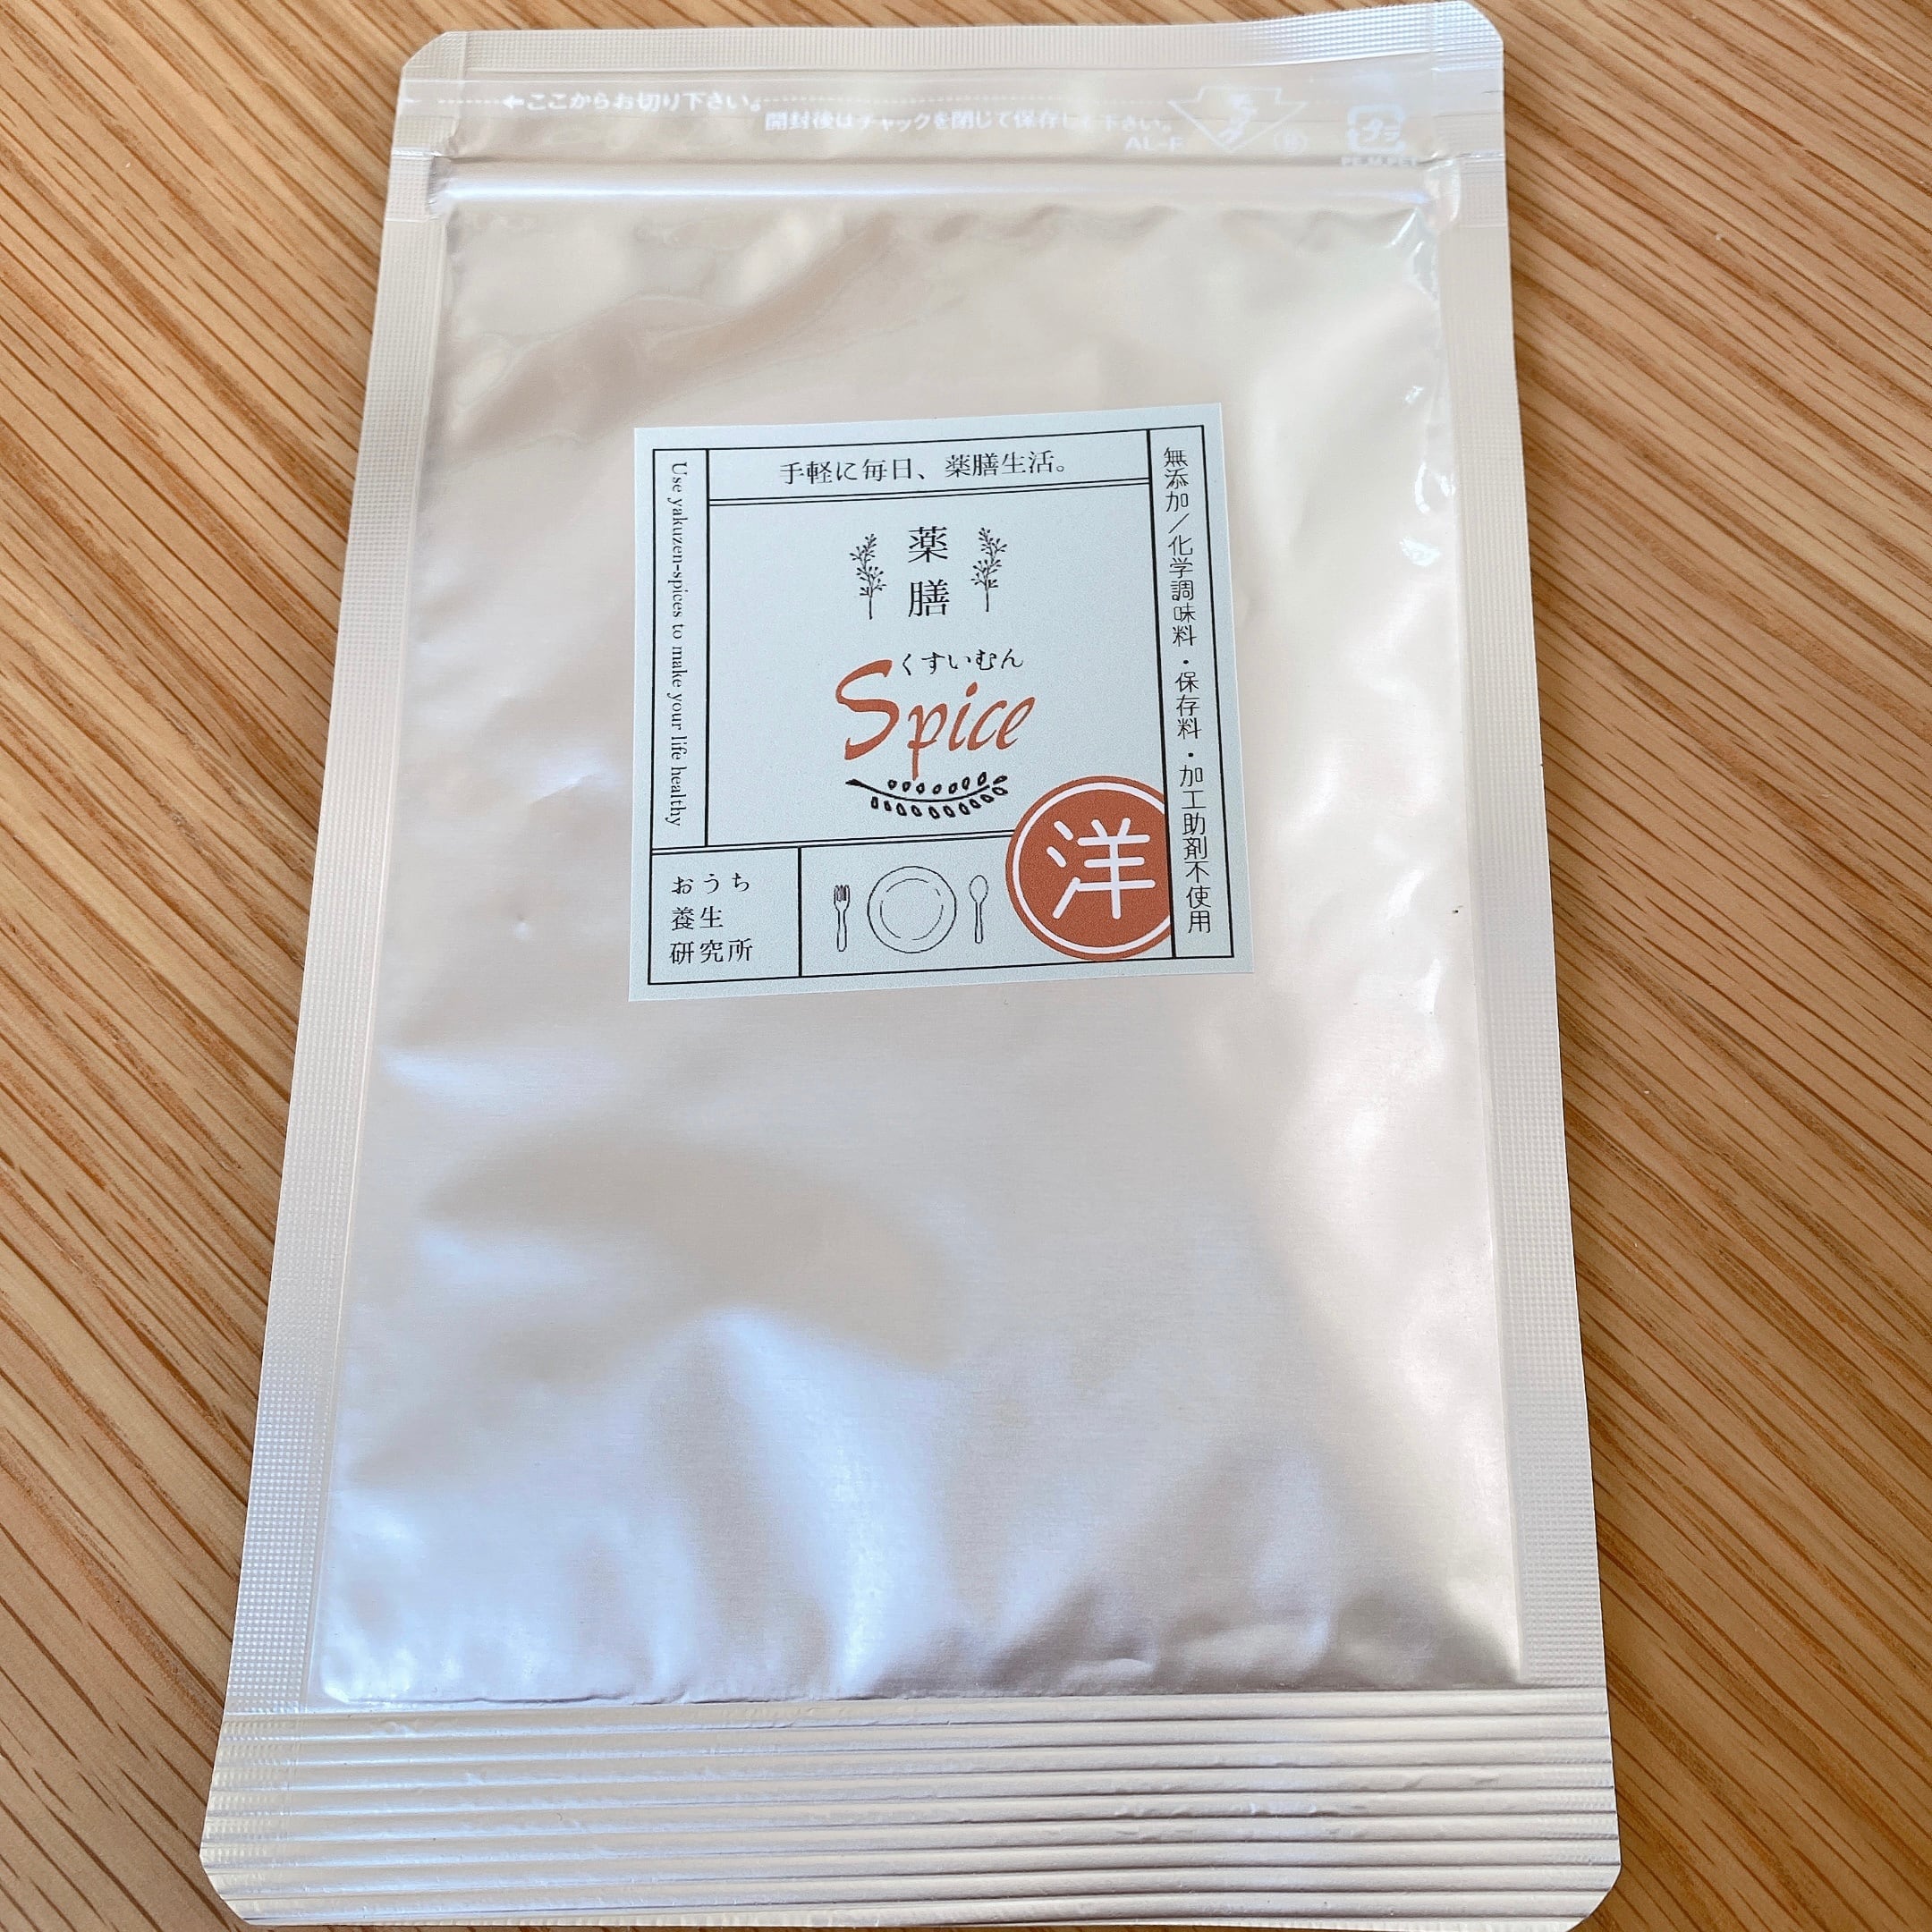 ←ここからお切り下さい。
開封後はチャックを閉じて保存して下さい。
AL-F
プラ
手軽に毎日、薬膳生活。
Use yakuzen-spices to make your life healthy
無添加/化学調味料・保存料・加工助剤不使用
薬膳
くすいむん
Spice
洋
おうち
養生
研究所